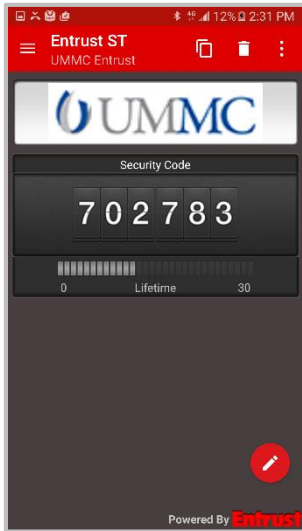 12% 2:31 PM
Entrust ST
UMMC Entrust
UMMC
Security Code
702783
0 Lifetime 30
Powered By Entrust